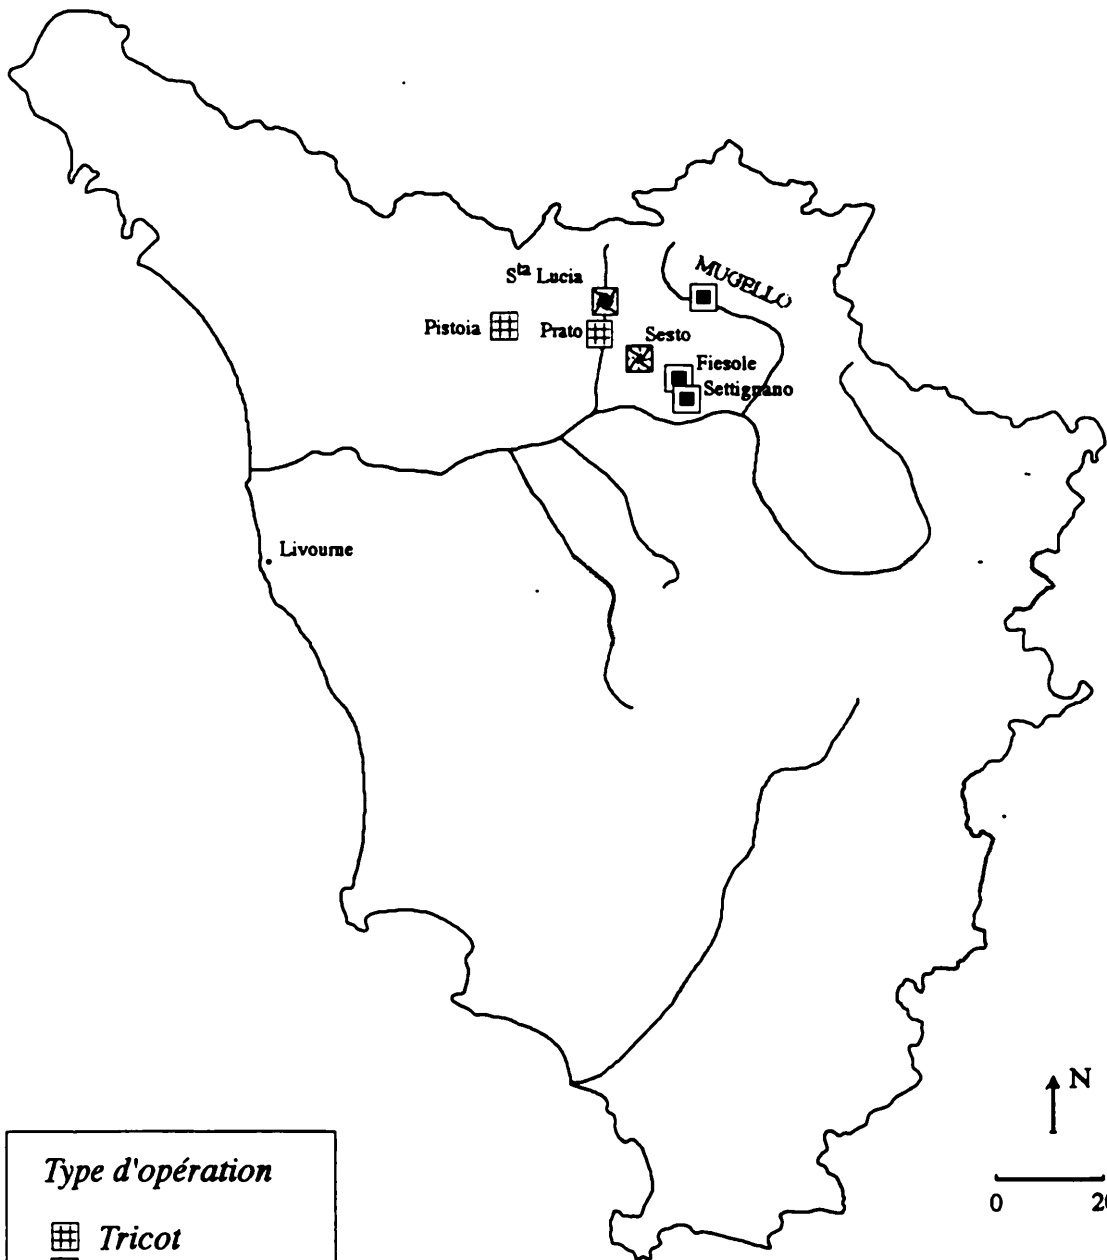 MUGELLO
Sta Lucia
Pistoia
Prato
Sesto
Fiesole
Settignano
Livourne
N
0
Type d'opération
Tricot